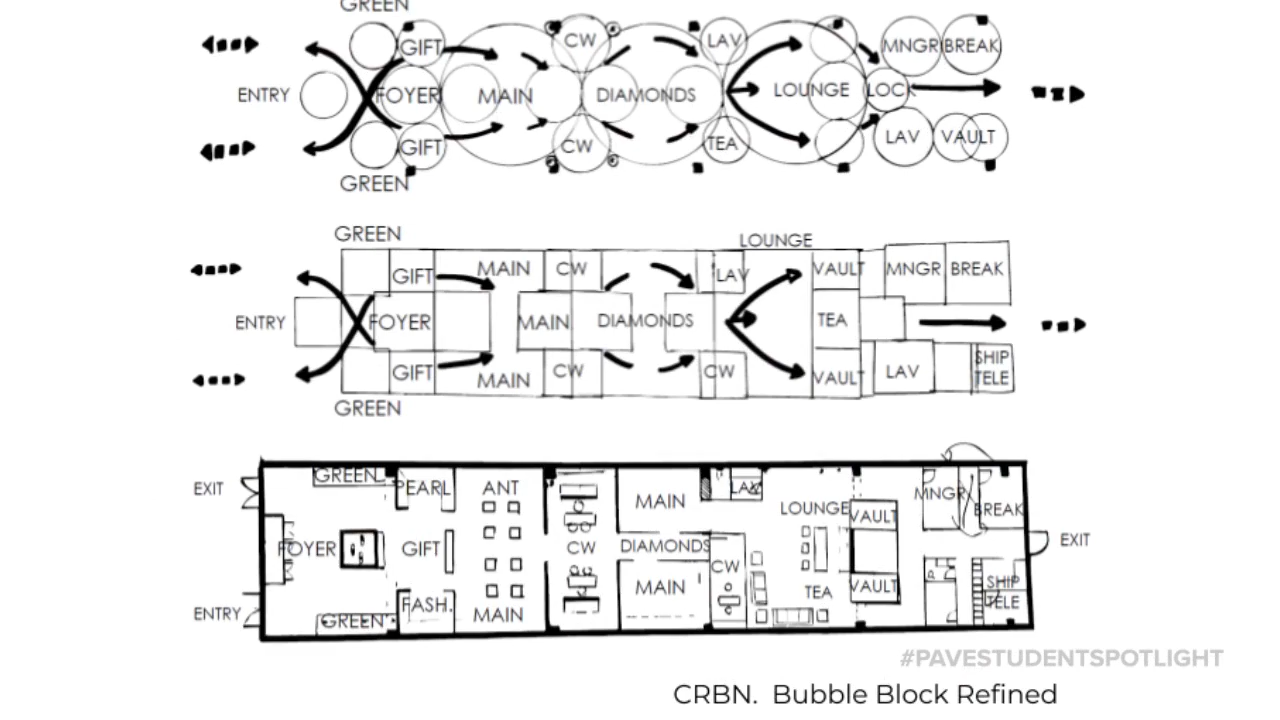 GREEN
GIFT
CW
LAV
MNGR
BREAK
ENTRY
FOYER
MAIN
DIAMONDS
LOUNGE
LOCK
GIFT
CW
TEA
LAV
VAULT
GREEN
GREEN
LOUNGE
GIFT
MAIN
CW
LAV
VAULT
MNGR
BREAK
ENTRY
FOYER
MAIN
DIAMONDS
TEA
GIFT
MAIN
CW
CW
VAULT
LAV
SHIP
TELE
GREEN
EXIT
GREEN
PEARL
ANT
MAIN
LAV
LOUNGE
VAULT
MNGR
BREAK
FOYER
GIFT
CW
DIAMONDS
CW
EXIT
ENTRY
GREEN
FASH.
MAIN
MAIN
TEA
VAULT
SHIP
TELE
#PAVESTUDENTSPOTLIGHT
CRBN. Bubble Block Refined